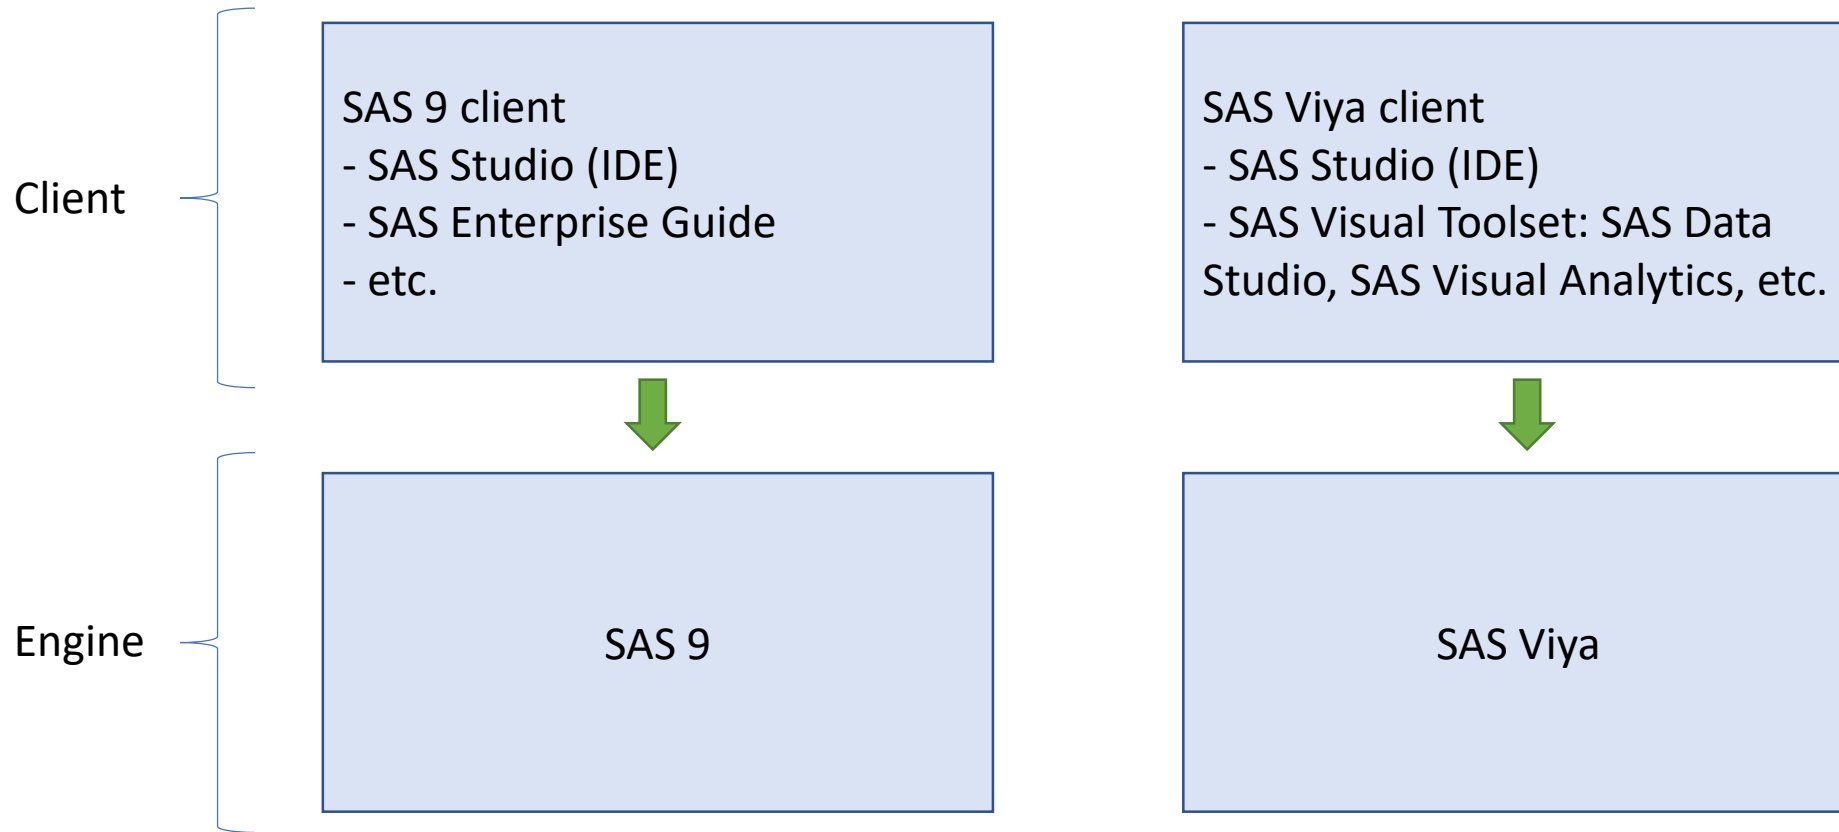 Client
SAS 9 client
- SAS Studio (IDE)
- SAS Enterprise Guide
- etc.
SAS Viya client
- SAS Studio (IDE)
- SAS Visual Toolset: SAS Data
Studio, SAS Visual Analytics, etc.
Engine
SAS 9
SAS Viya